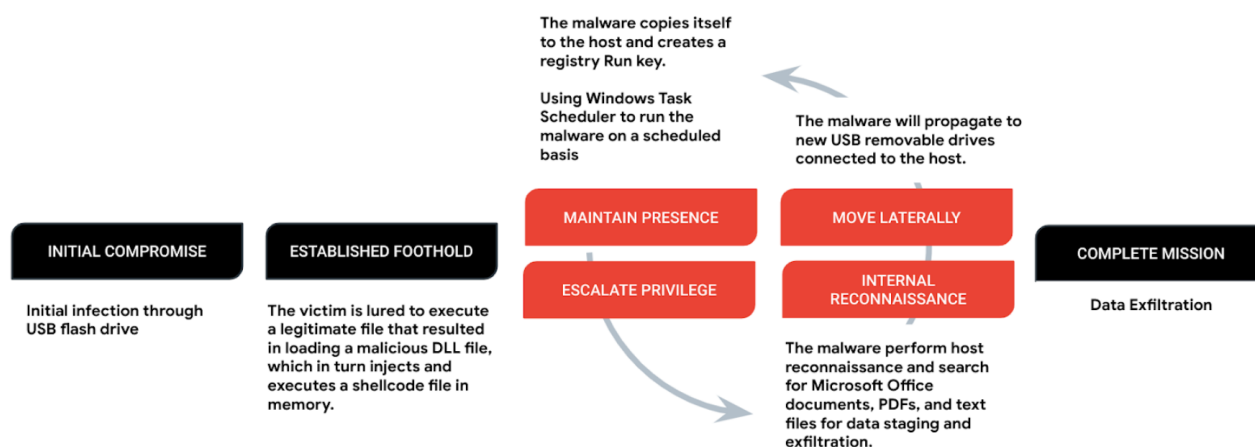 The malware copies itself
to the host and creates a
registry Run key.
Using Windows Task
Scheduler to run the
malware on a scheduled
basis
The malware will propagate to
new USB removable drives
connected to the host.
INITIAL COMPROMISE
Initial infection through
USB flash drive
ESTABLISHED FOOTHOLD
The victim is lured to execute
a legitimate file that resulted
in loading a malicious DLL file,
which in turn injects and
executes a shellcode file in
memory.
MAINTAIN PRESENCE
MOVE LATERALLY
ESCALATE PRIVILEGE
INTERNAL
RECONNAISSANCE
The malware perform host
reconnaissance and search
for Microsoft Office
documents, PDFs, and text
files for data staging and
exfiltration.
COMPLETE MISSION
Data Exfiltration